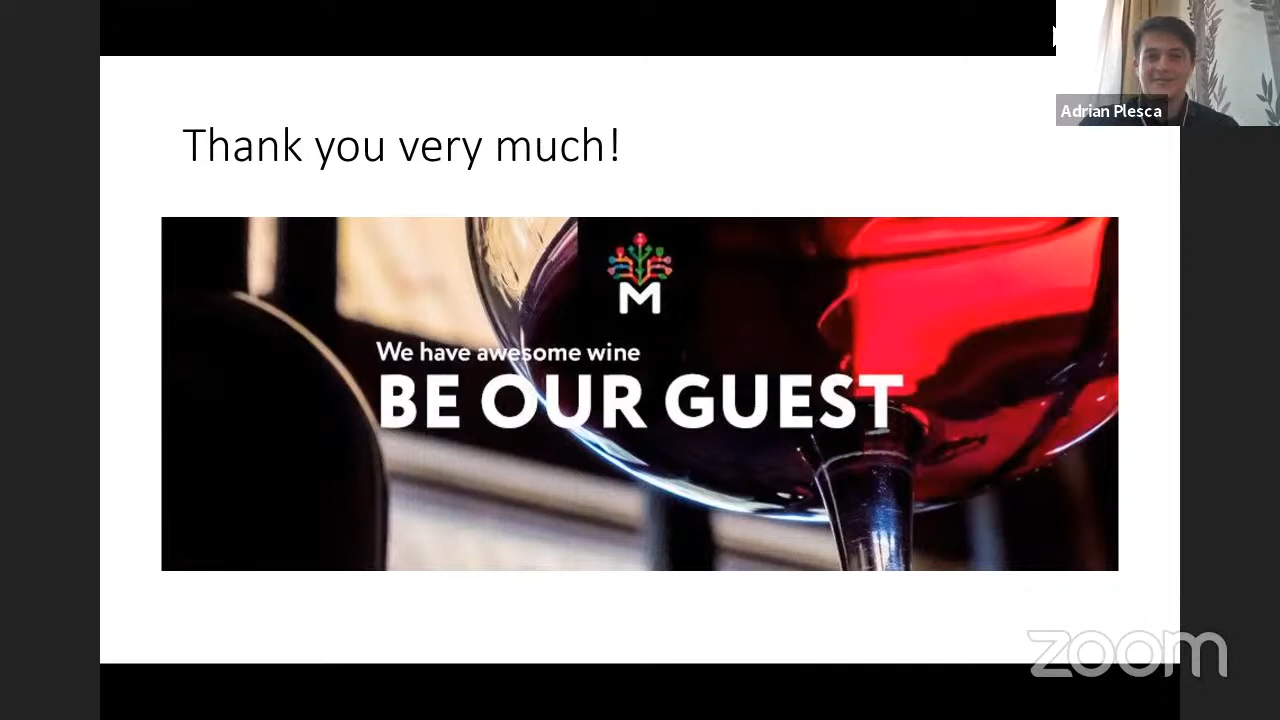 Adrian Plesca
Thank you very much!
M
We have awesome wine
BE OUR GUEST
zoom